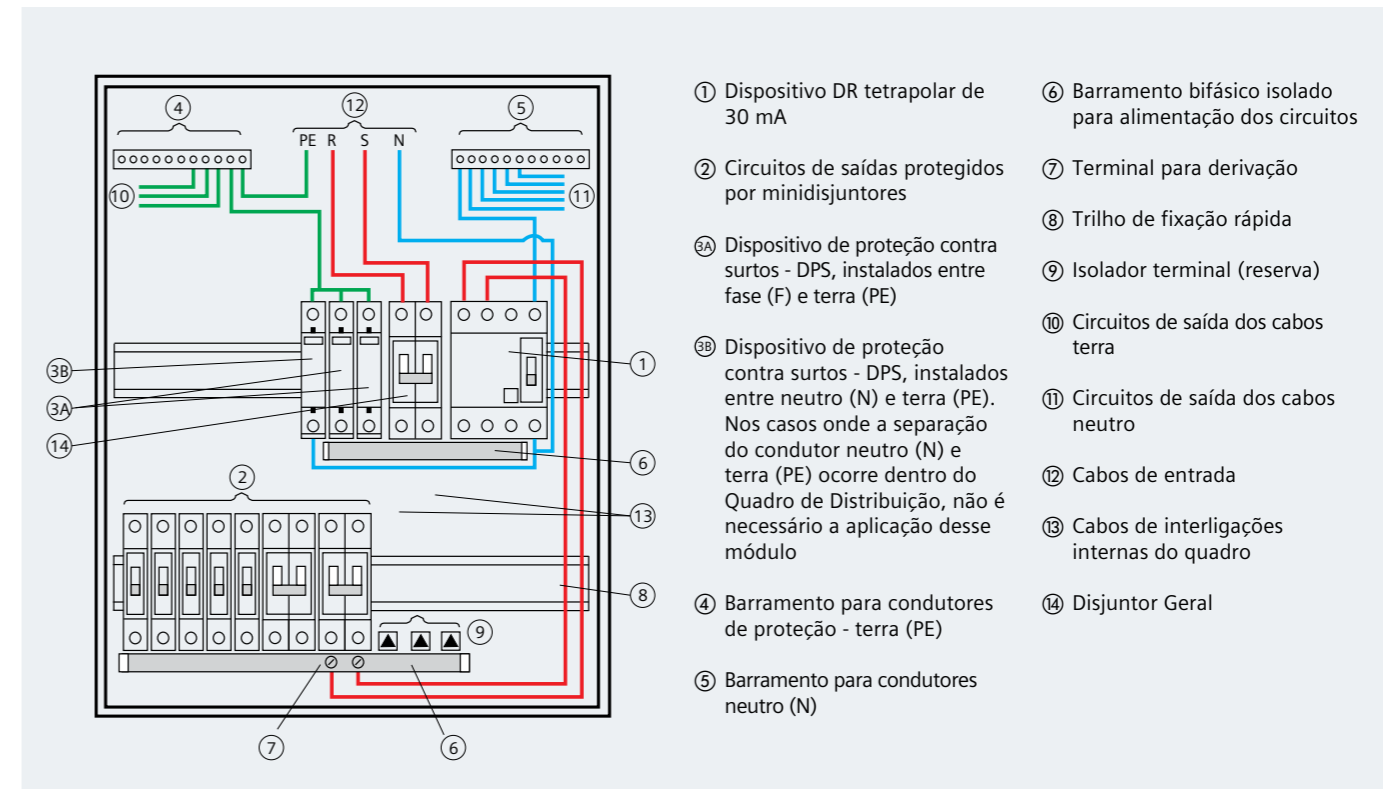 4
12
5
PE R S N
10
11
3B
3A
14
1
6
2
13
8
9
7
6
1 Dispositivo DR tetrapolar de
30 mA
2 Circuitos de saídas protegidos
por minidisjuntores
3A Dispositivo de proteção contra
surtos - DPS, instalados entre
fase (F) e terra (PE)
3B Dispositivo de proteção
contra surtos - DPS, instalados
entre neutro (N) e terra (PE).
Nos casos onde a separação
do condutor neutro (N) e
terra (PE) ocorre dentro do
Quadro de Distribuição, não é
necessário a aplicação desse
módulo
4 Barramento para condutores
de proteção - terra (PE)
5 Barramento para condutores
neutro (N)
6 Barramento bifásico isolado
para alimentação dos circuitos
7 Terminal para derivação
8 Trilho de fixação rápida
9 Isolador terminal (reserva)
10 Circuitos de saída dos cabos
terra
11 Circuitos de saída dos cabos
neutro
12 Cabos de entrada
13 Cabos de interligações
internas do quadro
14 Disjuntor Geral